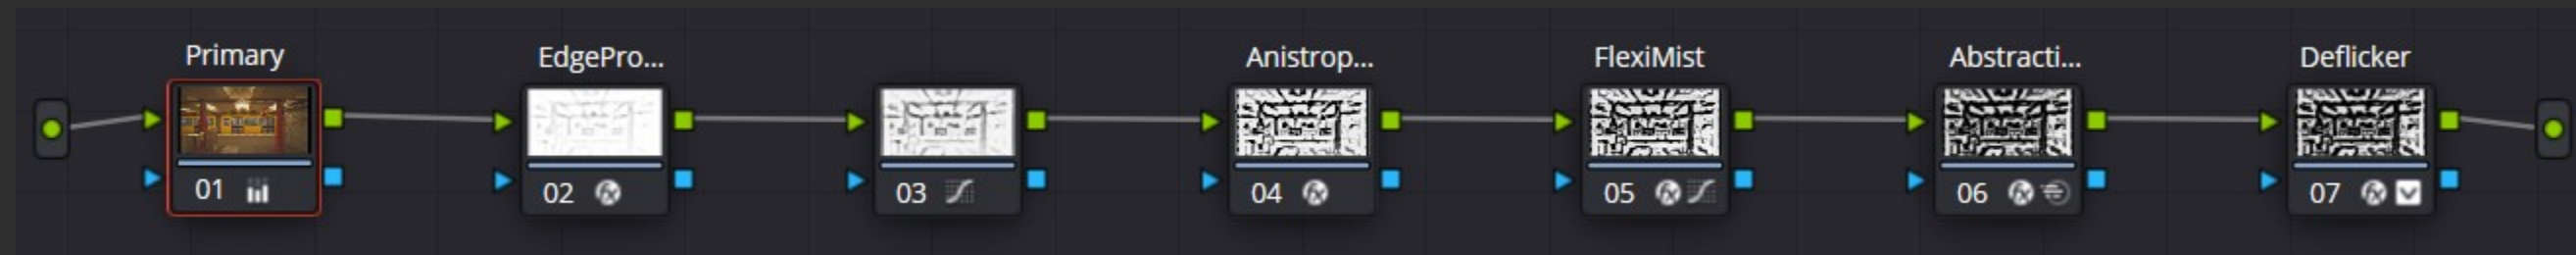 Primary
EdgePro...
Anistrop...
FlexiMist
Abstracti...
Deflicker
01
02
03
04
05
06
07